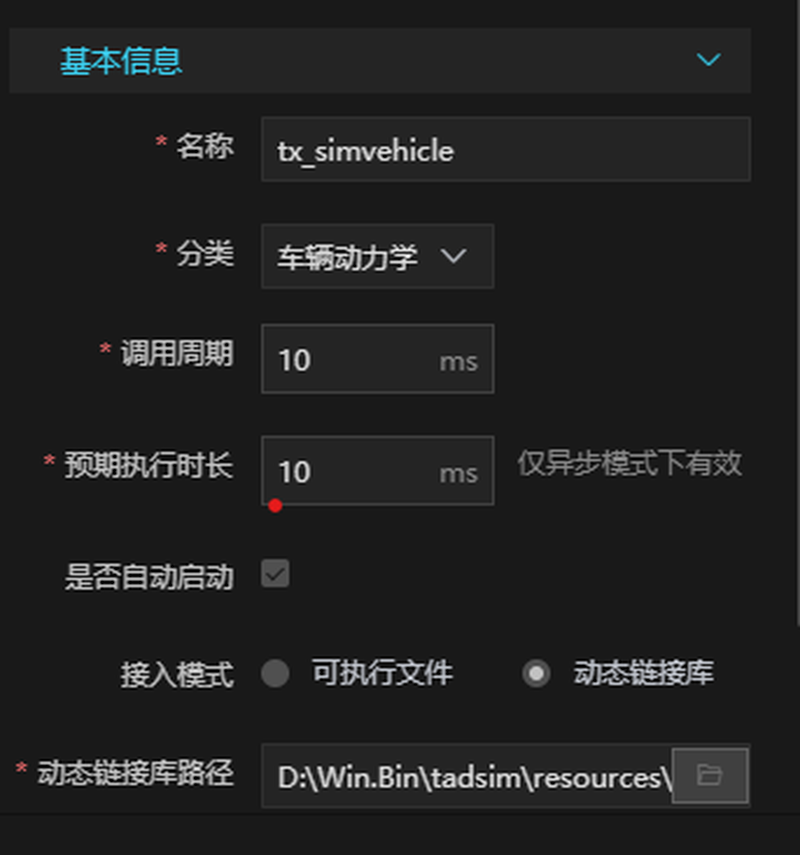 基本信息
* 名称 tx_simvehicle
* 分类 车辆动力学
* 调用周期 10 ms
* 预期执行时长 10 ms 仅异步模式下有效
是否自动启动
接入模式 可执行文件 动态链接库
* 动态链接库路径 D:\Win.Bin\tadsim\resources\